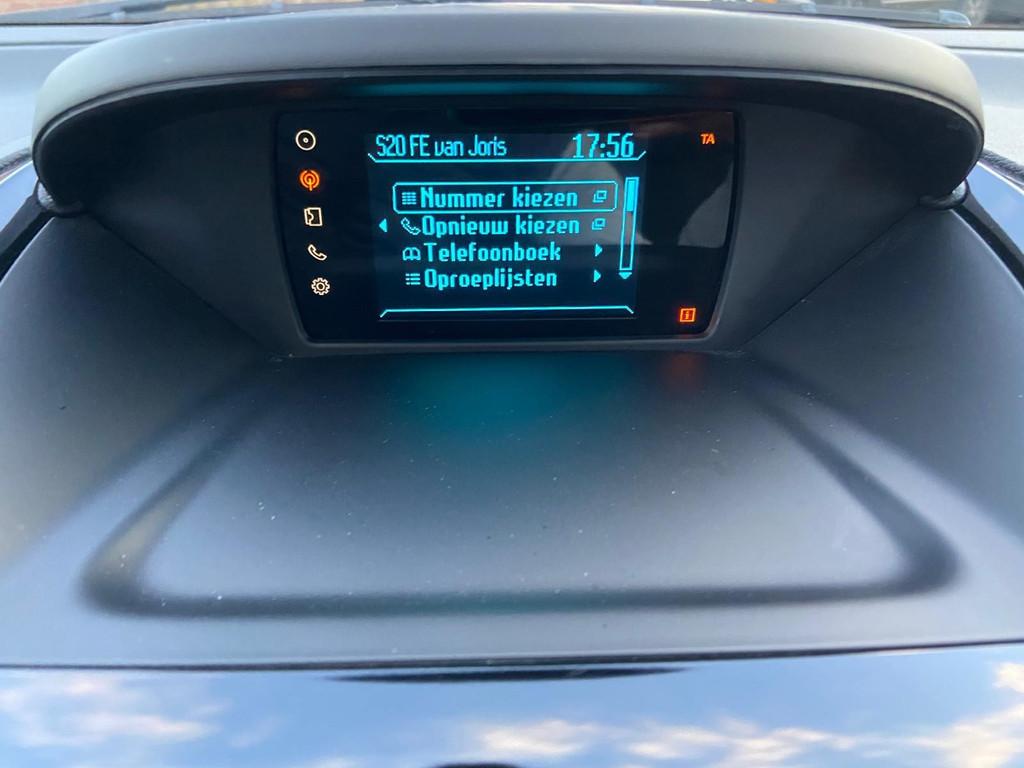 S20 FE van Joris 17:56 TA
Nummer kiezen
Opnieuw kiezen
Telefoonboek
Oproeplijsten
i